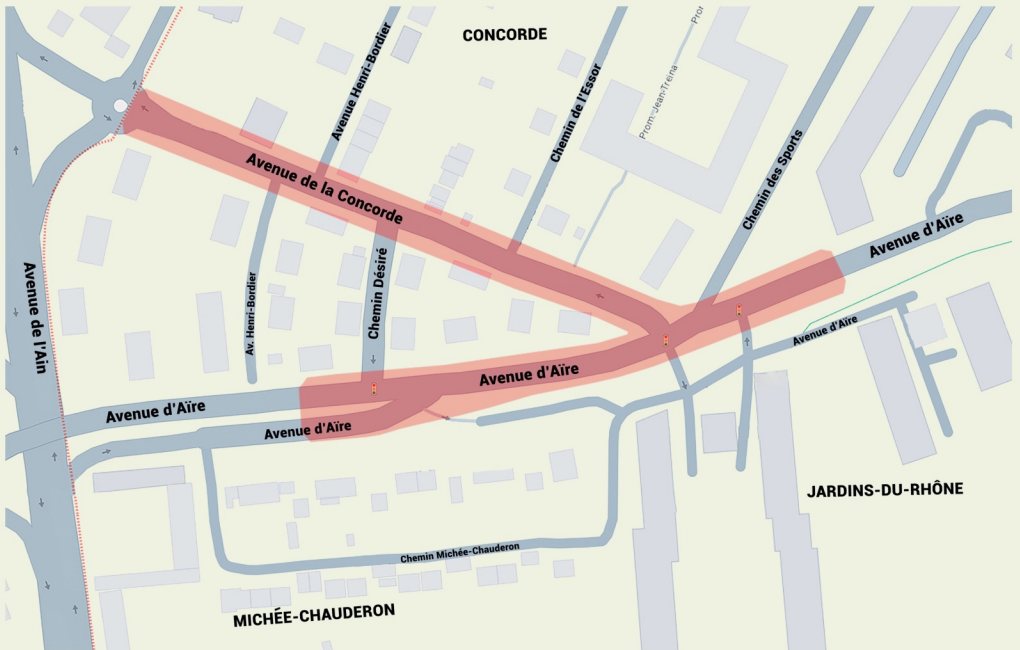 CONCORDE
Avenue Henri-Bordier
Chemin de l'Essor
Prom. Jean-Tréina
Chemin des Sports
Avenue de la Concorde
Avenue d'Aïre
Avenue de l'Ain
Av. Henri-Bordier
Chemin Désiré
Avenue d'Aïre
Avenue d'Aïre
Avenue d'Aïre
Avenue d'Aïre
JARDINS-DU-RHÔNE
Chemin Michée-Chauderon
MICHÉE-CHAUDERON